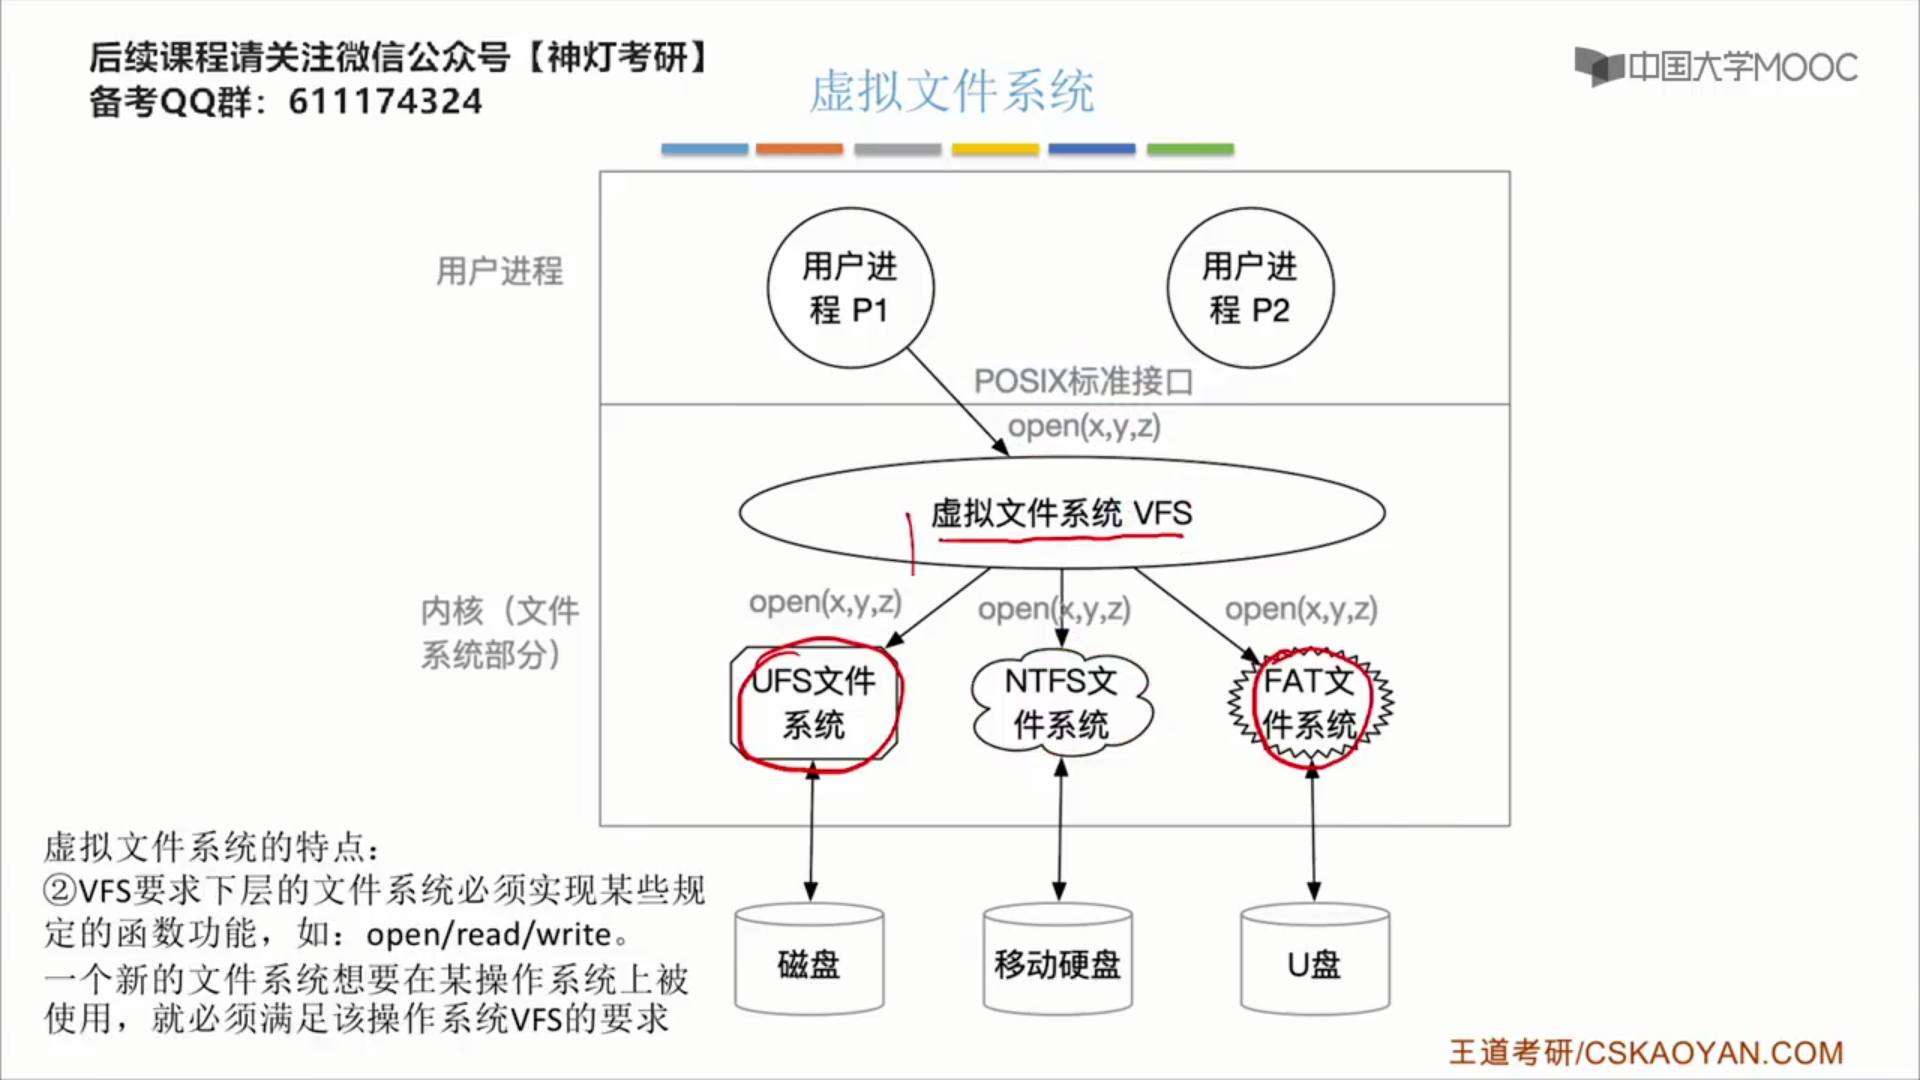 后续课程请关注微信公众号【神灯考研】
备考QQ群：611174324
中国大学MOOC
虚拟文件系统
用户进程
用户进
程 P1
用户进
程 P2
POSIX标准接口
open(x,y,z)
虚拟文件系统 VFS
内核（文件
系统部分）
open(x,y,z)
open(x,y,z)
open(x,y,z)
UFS文件
系统
NTFS文
件系统
FAT文
件系统
磁盘
移动硬盘
U盘
虚拟文件系统的特点：
②VFS要求下层的文件系统必须实现某些规
定的函数功能，如：open/read/write。
一个新的文件系统想要在某操作系统上被
使用，就必须满足该操作系统VFS的要求
王道考研/CSKAOYAN.COM